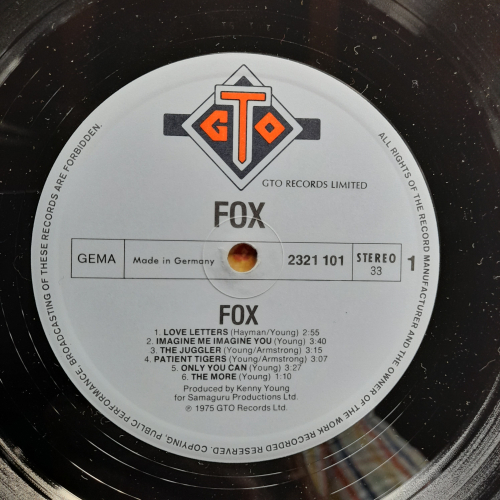 GTO
GTO RECORDS LIMITED
FOX
GEMA
Made in Germany
2321 101
STEREO
33
1
FOX
1. LOVE LETTERS (Hayman/Young) 2:55
2. IMAGINE ME IMAGINE YOU (Young) 3:40
3. THE JUGGLER (Young/Armstrong) 3:15
4. PATIENT TIGERS (Young/Armstrong) 3:07
5. ONLY YOU CAN (Young) 3:27
6. THE MORE (Young) 1:10
Produced by Kenny Young
for Samaguru Productions Ltd.
℗ 1975 GTO Records Ltd.
ALL RIGHTS OF THE RECORD MANUFACTURER AND THE OWNER OF THE WORK RECORDED RESERVED. COPYING, PUBLIC PERFORMANCE, BROADCASTING OF THESE RECORDS ARE FORBIDDEN.